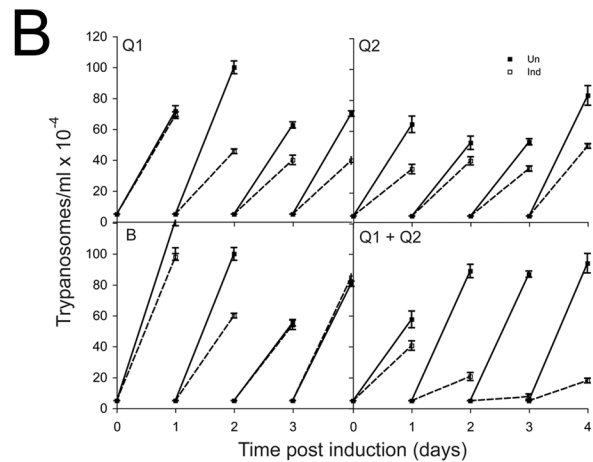 B
Q1
Q2
Un
Ind
120
100
80
60
40
20
0
B
Q1 + Q2
100
80
60
40
20
0
0 1 2 3 0 1 2 3 4
Trypanosomes/ml x 10⁻⁴
Time post induction (days)